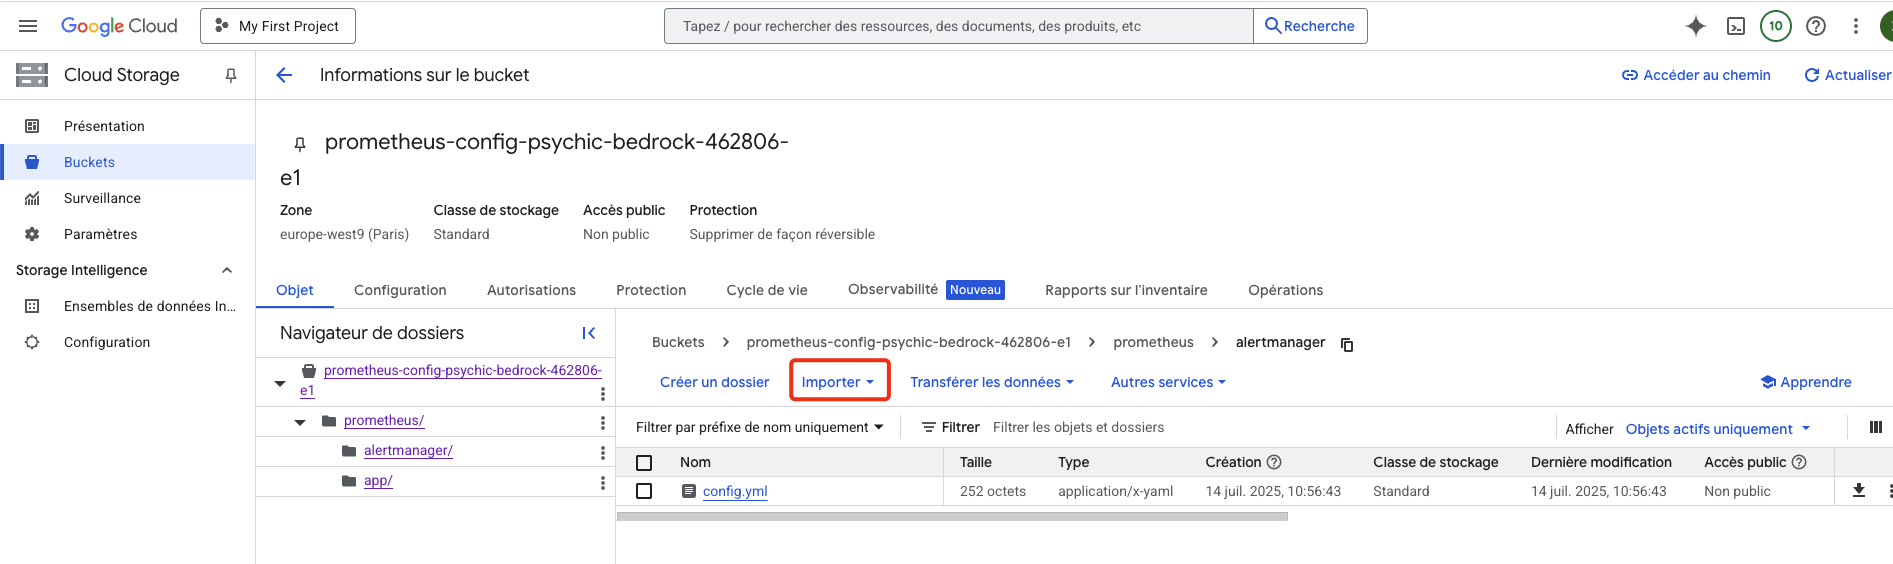 Google Cloud
My First Project
Tapez / pour rechercher des ressources, des documents, des produits, etc
Recherche
10
Cloud Storage
Informations sur le bucket
Accéder au chemin
Actualiser
Présentation
Buckets
Surveillance
Paramètres
Storage Intelligence
Ensembles de données In...
Configuration
prometheus-config-psychic-bedrock-462806-
e1
Zone
Classe de stockage
Accès public
Protection
europe-west9 (Paris)
Standard
Non public
Supprimer de façon réversible
Objet
Configuration
Autorisations
Protection
Cycle de vie
Observabilité
Nouveau
Rapports sur l'inventaire
Opérations
Navigateur de dossiers
prometheus-config-psychic-bedrock-462806-
e1
prometheus/
alertmanager/
app/
Buckets
prometheus-config-psychic-bedrock-462806-e1
prometheus
alertmanager
Créer un dossier
Importer
Transférer les données
Autres services
Apprendre
Filtrer par préfixe de nom uniquement
Filtrer
Filtrer les objets et dossiers
Afficher
Objets actifs uniquement
Nom
Taille
Type
Création
Classe de stockage
Dernière modification
Accès public
config.yml
252 octets
application/x-yaml
14 juil. 2025, 10:56:43
Standard
14 juil. 2025, 10:56:43
Non public